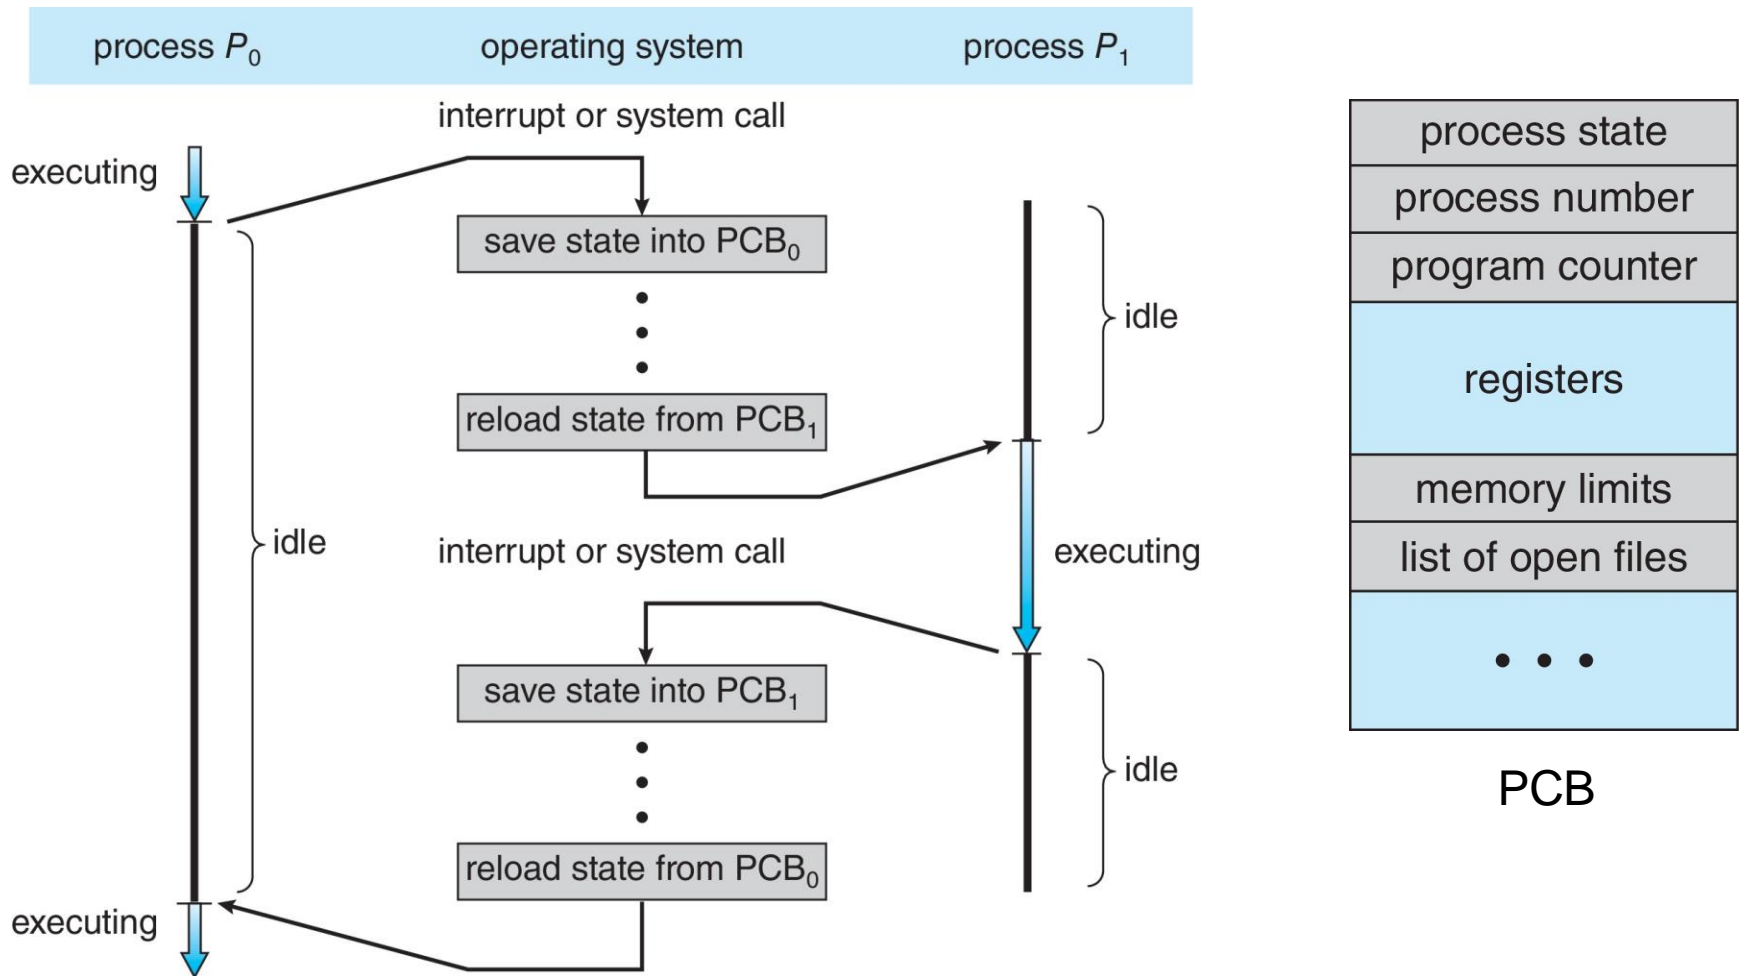 process P₀ operating system process P₁
interrupt or system call
executing
save state into PCB₀
idle
reload state from PCB₁
idle
interrupt or system call
executing
save state into PCB₁
idle
reload state from PCB₀
executing
process state
process number
program counter
registers
memory limits
list of open files
• • •
PCB